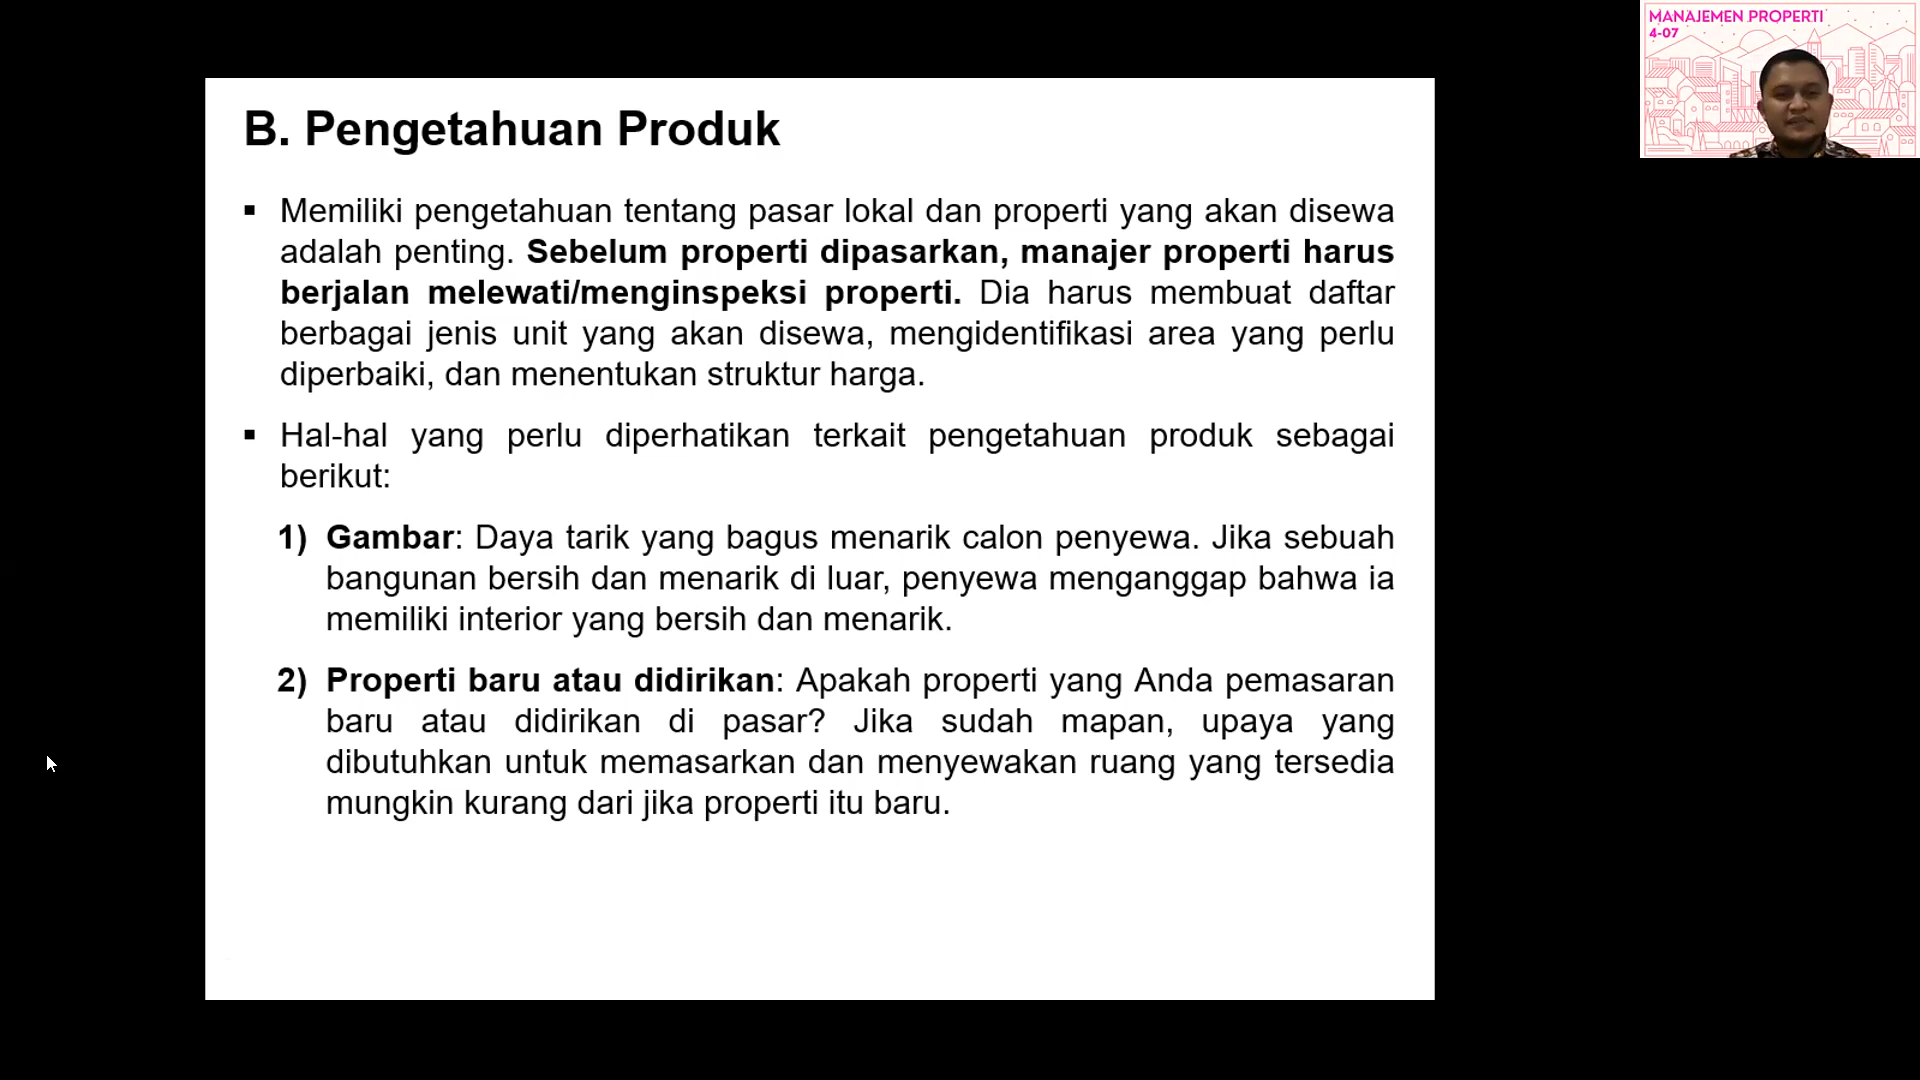 MANAJEMEN PROPERTI
4-07
B. Pengetahuan Produk
▪ Memiliki pengetahuan tentang pasar lokal dan properti yang akan disewa
adalah penting. Sebelum properti dipasarkan, manajer properti harus
berjalan melewati/menginspeksi properti. Dia harus membuat daftar
berbagai jenis unit yang akan disewa, mengidentifikasi area yang perlu
diperbaiki, dan menentukan struktur harga.
▪ Hal-hal yang perlu diperhatikan terkait pengetahuan produk sebagai
berikut:
1) Gambar: Daya tarik yang bagus menarik calon penyewa. Jika sebuah
bangunan bersih dan menarik di luar, penyewa menganggap bahwa ia
memiliki interior yang bersih dan menarik.
2) Properti baru atau didirikan: Apakah properti yang Anda pemasaran
baru atau didirikan di pasar? Jika sudah mapan, upaya yang
dibutuhkan untuk memasarkan dan menyewakan ruang yang tersedia
mungkin kurang dari jika properti itu baru.